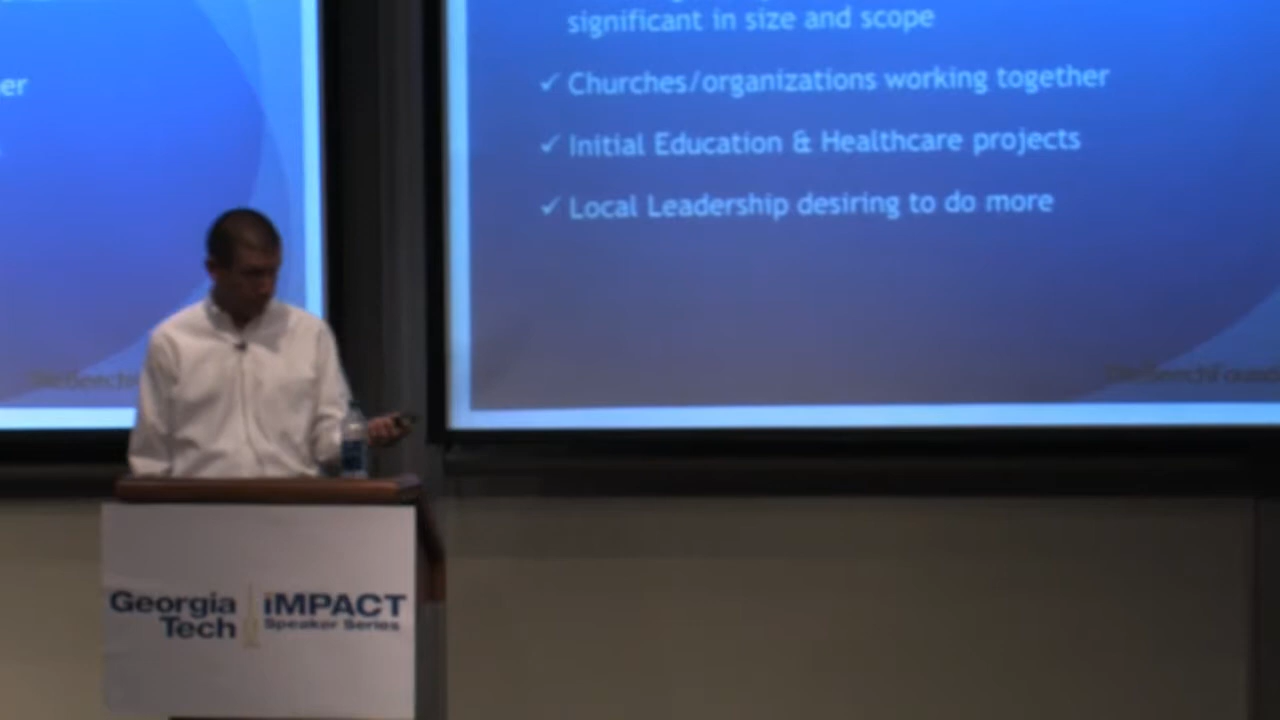 significant in size and scope
✓ Churches/organizations working together
✓ Initial Education & Healthcare projects
✓ Local Leadership desiring to do more
Georgia
Tech
iMPACT
Speaker Series